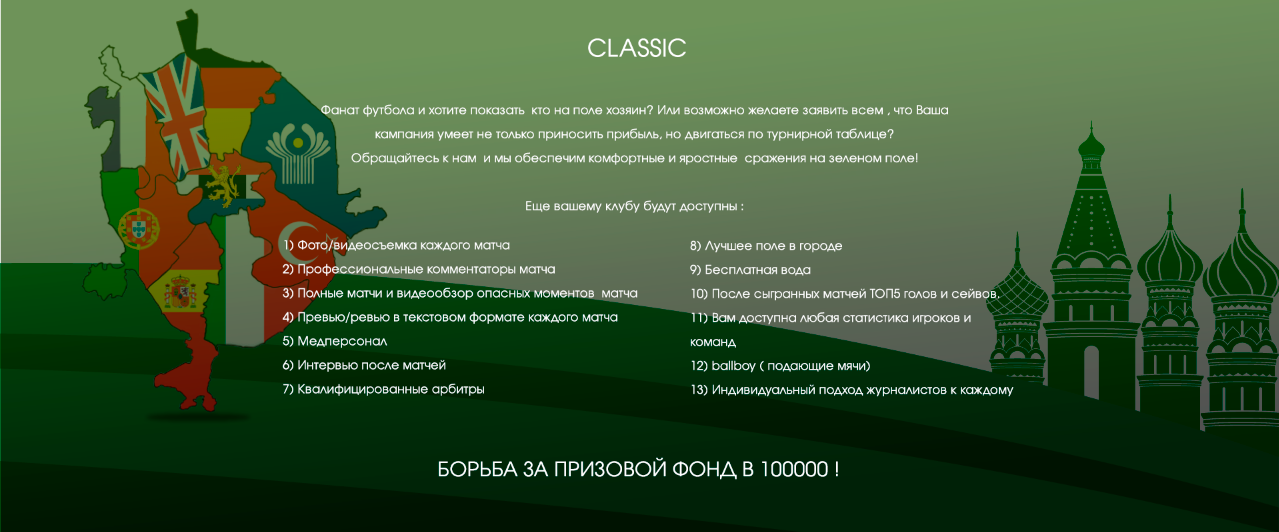 CLASSIC
Фанат футбола и хотите показать кто на поле хозяин? Или возможно желаете заявить всем , что Ваша
кампания умеет не только приносить прибыль, но двигаться по турнирной таблице?
Обращайтесь к нам и мы обеспечим комфортные и яростные сражения на зеленом поле!
Еще вашему клубу будут доступны :
1) Фото/видеосъемка каждого матча
2) Профессиональные комментаторы матча
3) Полные матчи и видеообзор опасных моментов матча
4) Превью/ревью в текстовом формате каждого матча
5) Медперсонал
6) Интервью после матчей
7) Квалифицированные арбитры
8) Лучшее поле в городе
9) Бесплатная вода
10) После сыгранных матчей ТОП5 голов и сейвов.
11) Вам доступна любая статистика игроков и
команд
12) ballboy ( подающие мячи)
13) Индивидуальный подход журналистов к каждому
БОРЬБА ЗА ПРИЗОВОЙ ФОНД В 100000 !